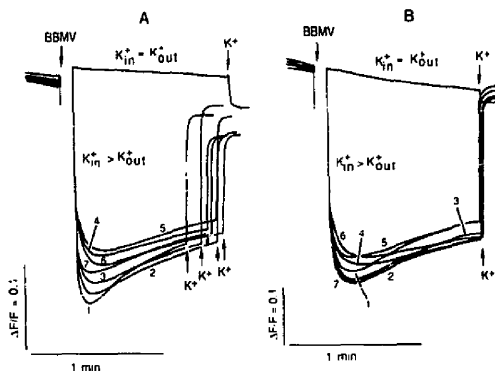 A
BBMV
K+in = K+out
K+
K+in > K+out
4
5
7
6
3
2
1
K+
K+
K+
K+
ΔF/F = 0.1
1 min
B
BBMV
K+in = K+out
K+
K+in > K+out
3
6
4
5
2
7
1
K+
ΔF/F = 0.1
1 min